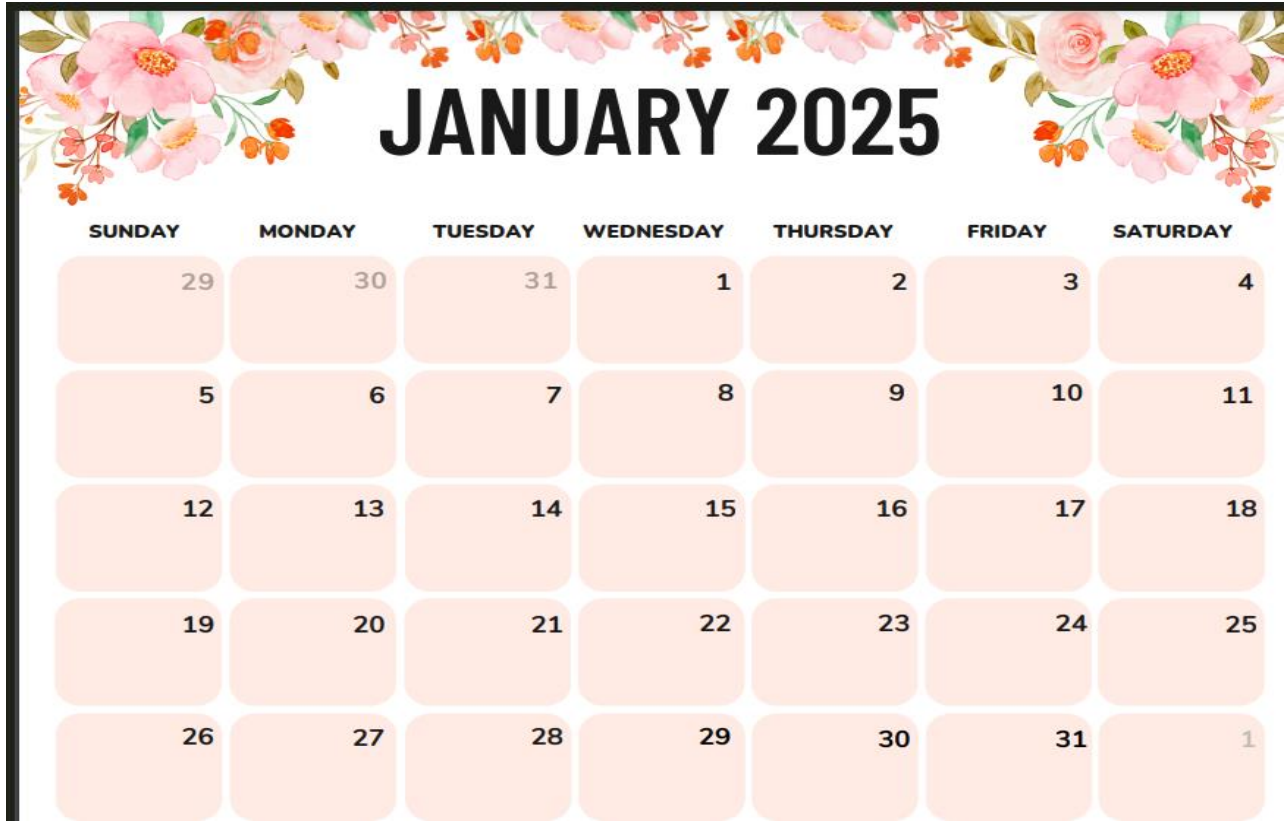 JANUARY 2025
SUNDAY MONDAY TUESDAY WEDNESDAY THURSDAY FRIDAY SATURDAY
29 30 31 1 2 3 4
5 6 7 8 9 10 11
12 13 14 15 16 17 18
19 20 21 22 23 24 25
26 27 28 29 30 31 1